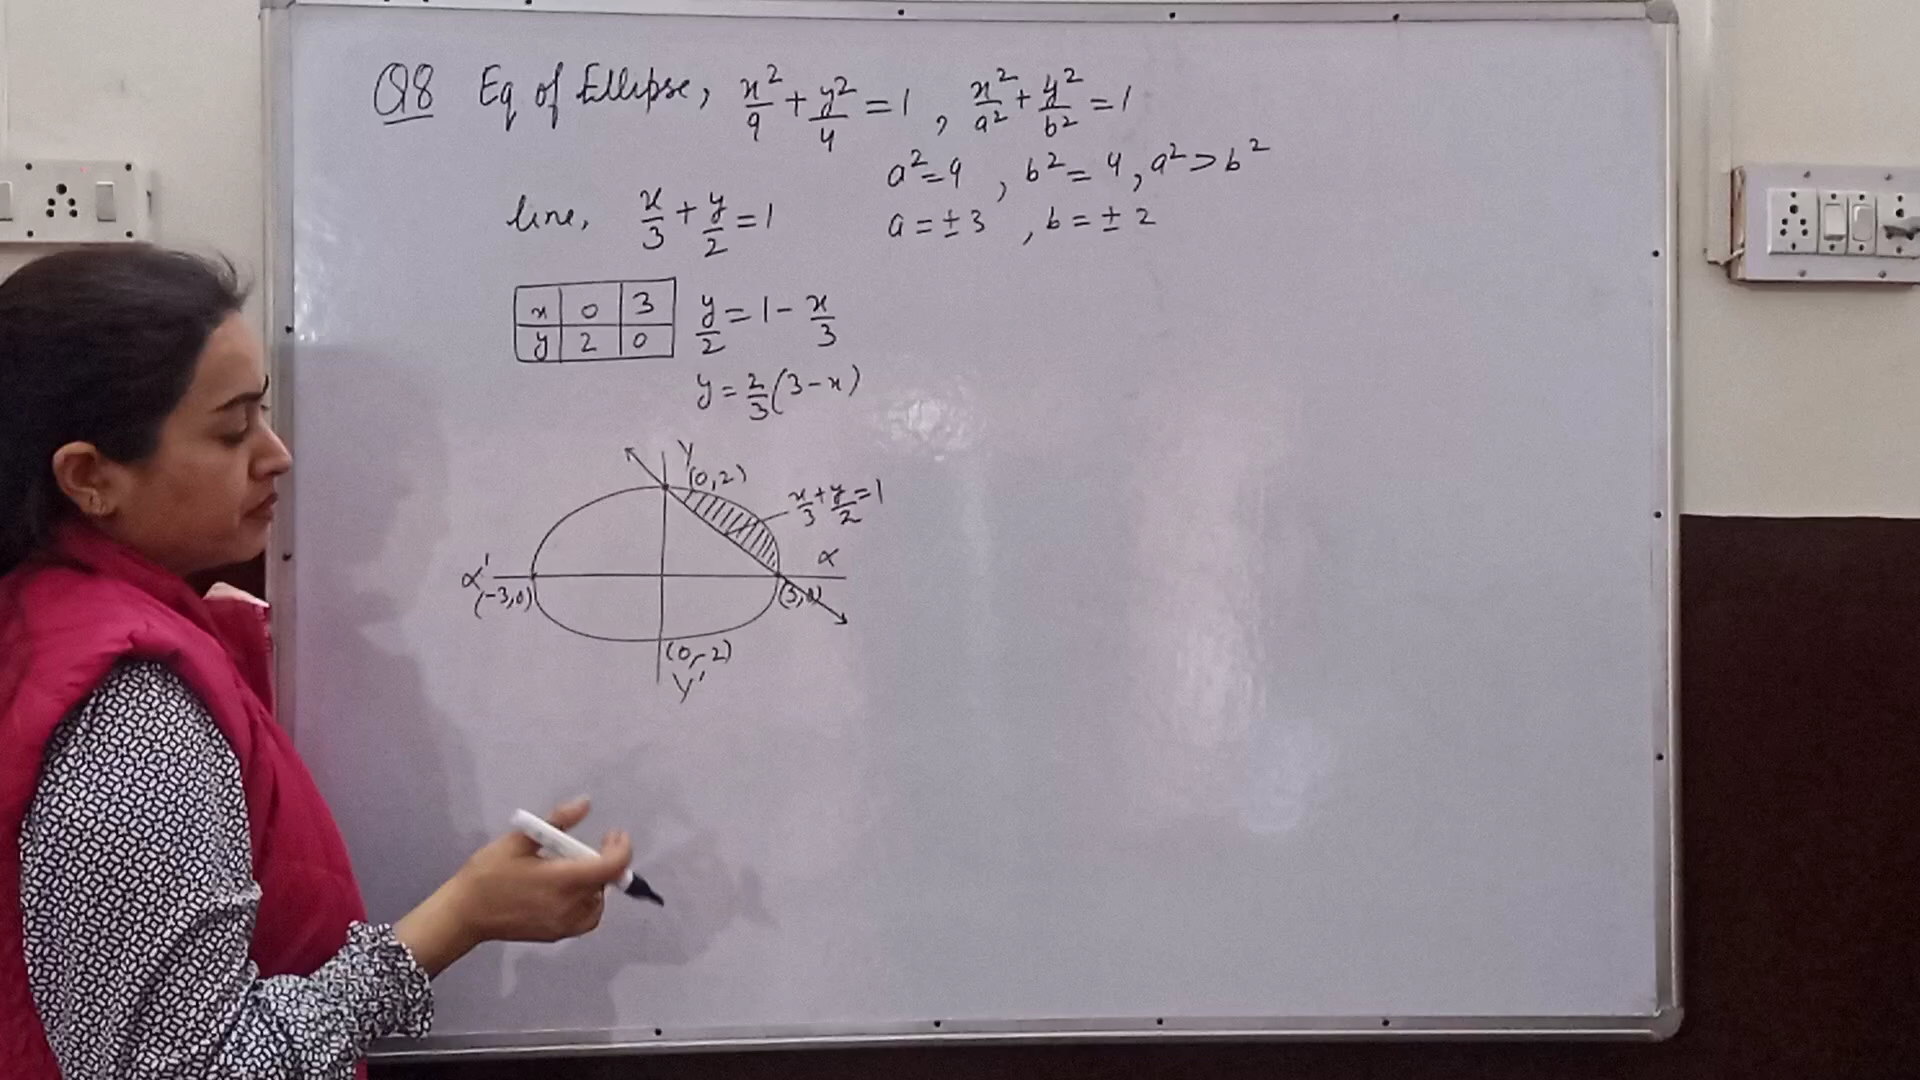 Q8 Eq of Ellipse, x²/9 + y²/4 = 1 , x²/a² + y²/b² = 1
a² = 9 , b² = 4, a² > b²
line, x/3 + y/2 = 1
a = ± 3 , b = ± 2
x 0 3
y 2 0
y/2 = 1 - x/3
y = 2/3 (3 - x)
Y
(0,2)
x/3 + y/2 = 1
X' X
(-3,0) (3,0)
(0,-2)
Y'